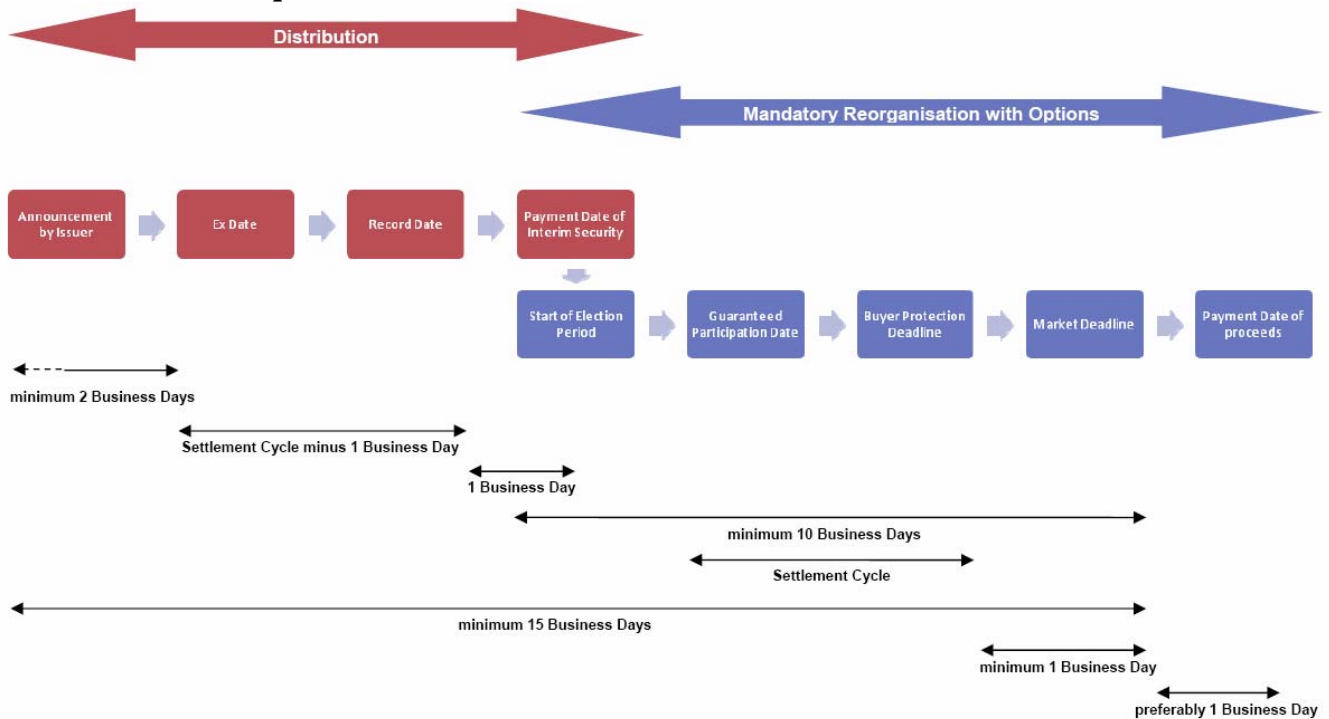 Distribution
Mandatory Reorganisation with Options
Announcement
by Issuer
Ex Date
Record Date
Payment Date of
Interim Security
Start of Election
Period
Guaranteed
Participation Date
Buyer Protection
Deadline
Market Deadline
Payment Date of
proceeds
minimum 2 Business Days
Settlement Cycle minus 1 Business Day
1 Business Day
minimum 10 Business Days
Settlement Cycle
minimum 15 Business Days
minimum 1 Business Day
preferably 1 Business Day